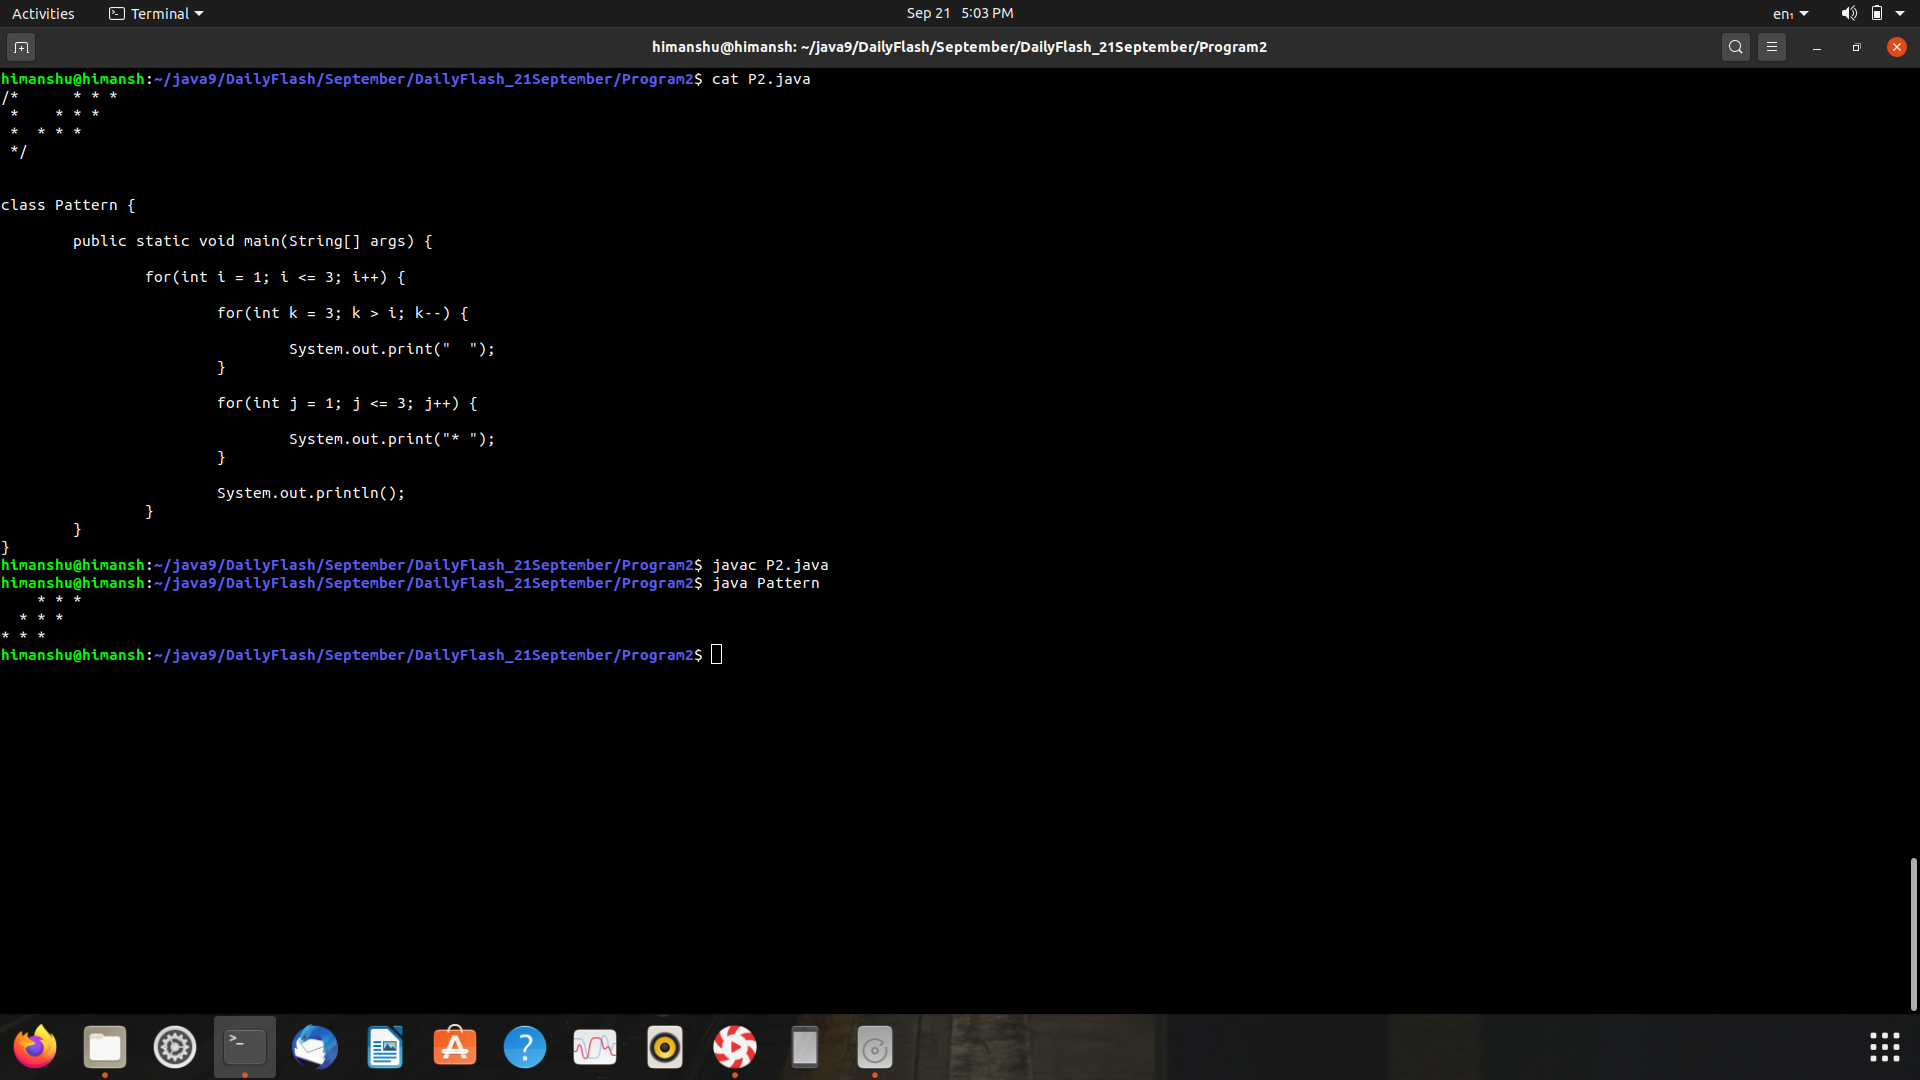 Activities Terminal Sep 21 5:03 PM en₁
himanshu@himansh: ~/java9/DailyFlash/September/DailyFlash_21September/Program2
himanshu@himansh:~/java9/DailyFlash/September/DailyFlash_21September/Program2$ cat P2.java
/*      * * *
 *    * * *
 *  * * *
 */
class Pattern {
        public static void main(String[] args) {
                for(int i = 1; i <= 3; i++) {
                        for(int k = 3; k > i; k--) {
                                System.out.print("  ");
                        }
                        for(int j = 1; j <= 3; j++) {
                                System.out.print("* ");
                        }
                        System.out.println();
                }
        }
}
himanshu@himansh:~/java9/DailyFlash/September/DailyFlash_21September/Program2$ javac P2.java
himanshu@himansh:~/java9/DailyFlash/September/DailyFlash_21September/Program2$ java Pattern
    * * *
  * * *
* * *
himanshu@himansh:~/java9/DailyFlash/September/DailyFlash_21September/Program2$